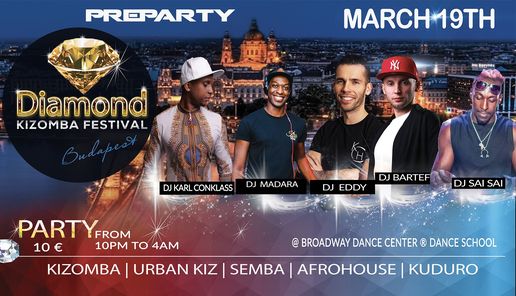 PREPARTY
MARCH 19TH
Diamond
KIZOMBA FESTIVAL
Budapest
DJ KARL CONKLASS
DJ MADARA
DJ EDDY
DJ BARTEF
DJ SAI SAI
PARTY FROM
10 € 10PM TO 4AM
@ BROADWAY DANCE CENTER ® DANCE SCHOOL
KIZOMBA | URBAN KIZ | SEMBA | AFROHOUSE | KUDURO